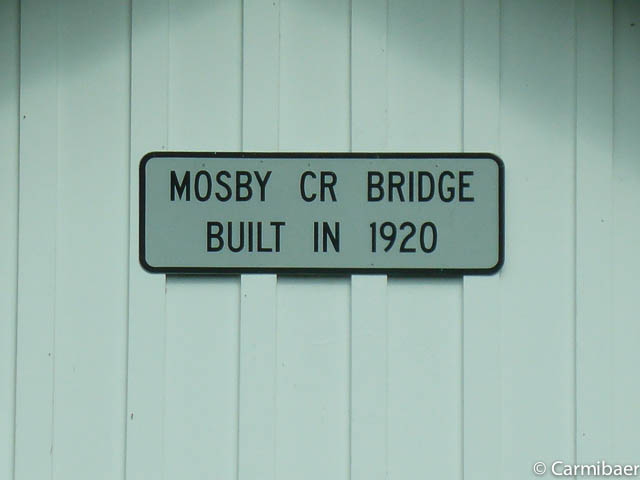 MOSBY CR BRIDGE
BUILT IN 1920
© Carmibaer